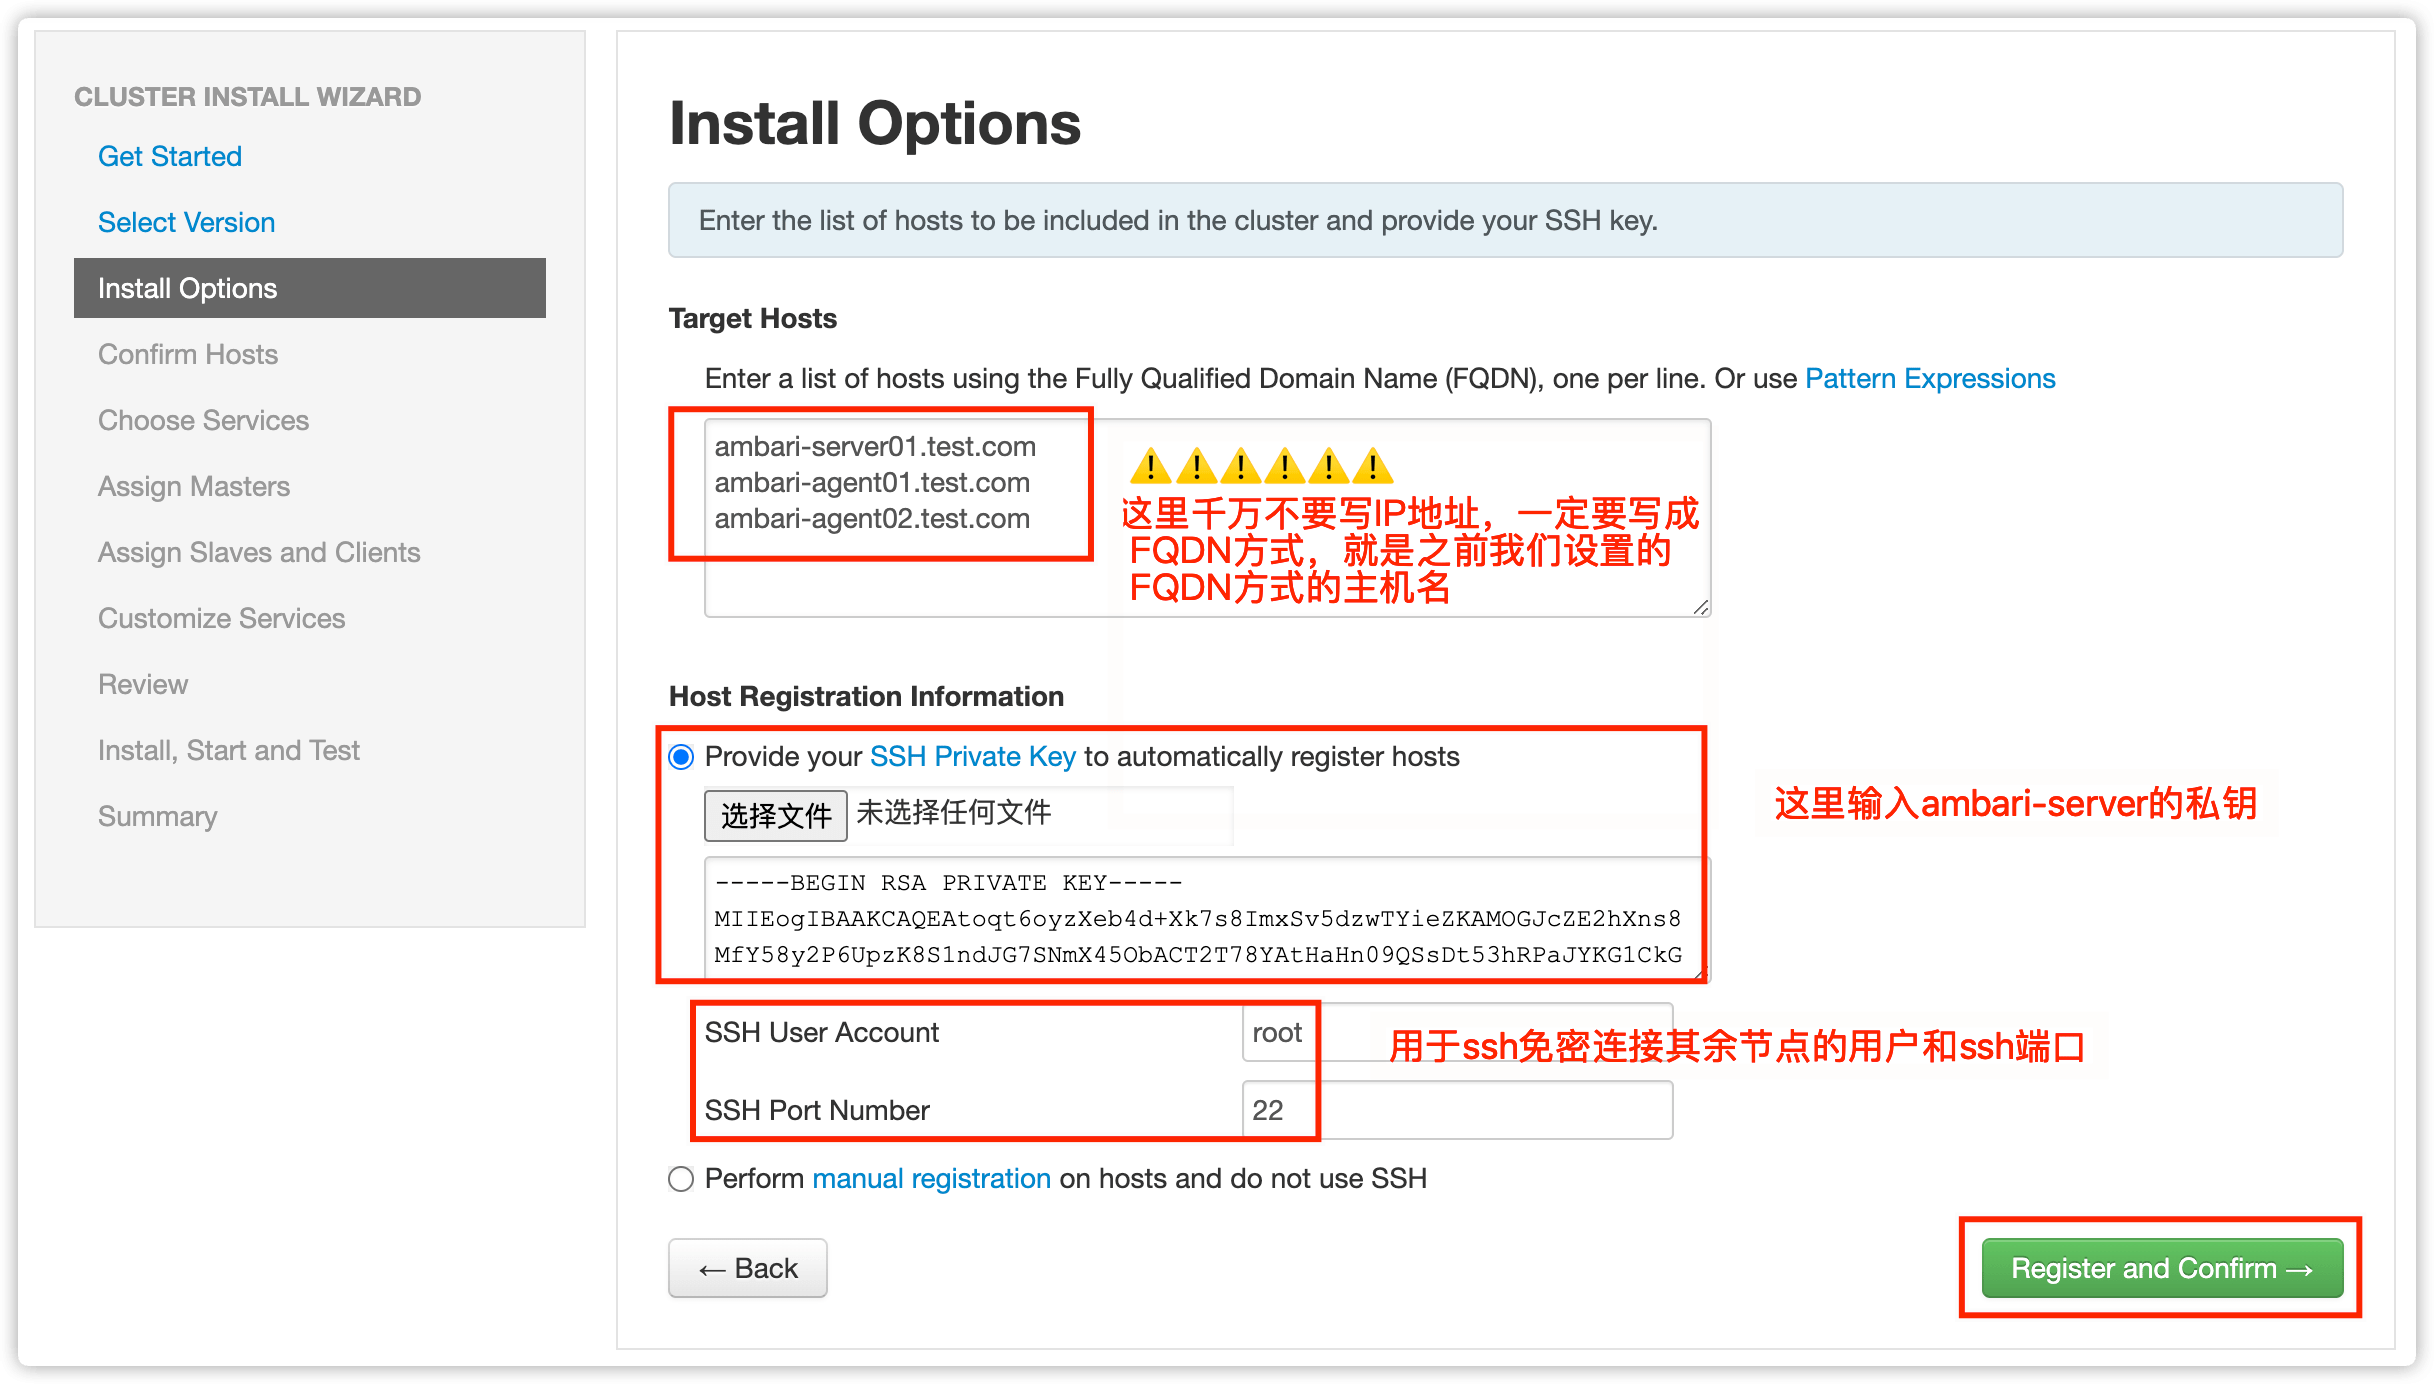 CLUSTER INSTALL WIZARD
Get Started
Select Version
Install Options
Confirm Hosts
Choose Services
Assign Masters
Assign Slaves and Clients
Customize Services
Review
Install, Start and Test
Summary
Install Options
Enter the list of hosts to be included in the cluster and provide your SSH key.
Target Hosts
Enter a list of hosts using the Fully Qualified Domain Name (FQDN), one per line. Or use Pattern Expressions
ambari-server01.test.com
ambari-agent01.test.com
ambari-agent02.test.com
⚠️⚠️⚠️⚠️⚠️⚠️
这里千万不要写IP地址，一定要写成
FQDN方式，就是之前我们设置的
FQDN方式的主机名
Host Registration Information
Provide your SSH Private Key to automatically register hosts
选择文件 未选择任何文件
这里输入ambari-server的私钥
-----BEGIN RSA PRIVATE KEY-----
MIIEogIBAAKCAQEAtoqt6oyzXeb4d+Xk7s8ImxSv5dzwTYieZKAMOGJcZE2hXns8
MfY58y2P6UpzK8S1ndJG7SNmX45ObACT2T78YAtHaHn09QSsDt53hRPaJYKG1CkG
SSH User Account root
用于ssh免密连接其余节点的用户和ssh端口
SSH Port Number 22
Perform manual registration on hosts and do not use SSH
← Back
Register and Confirm →